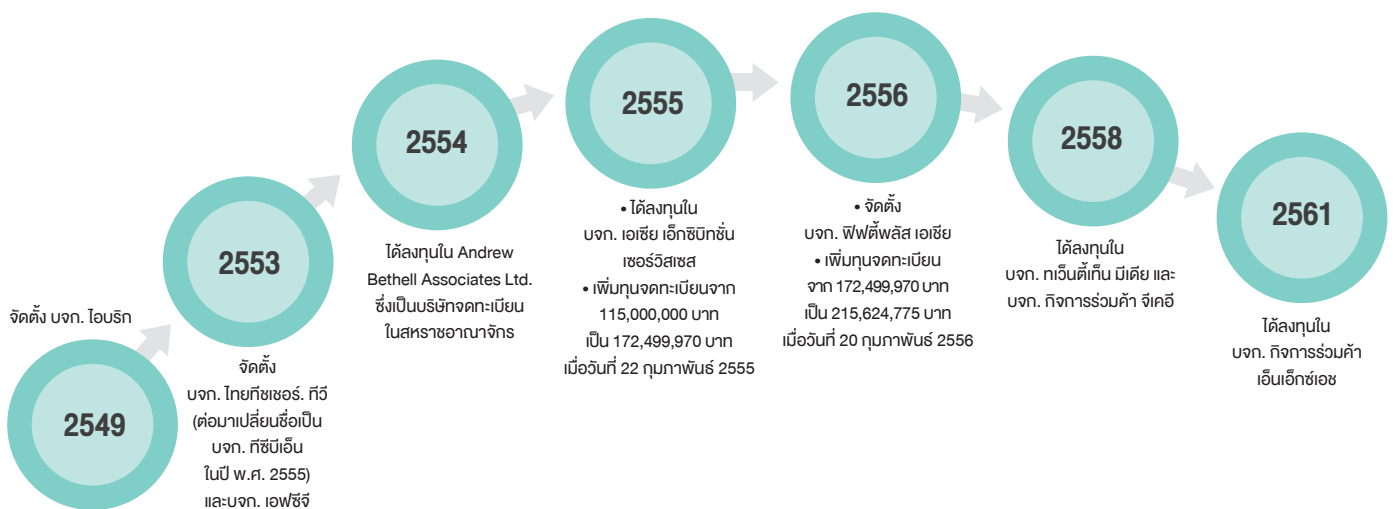 จัดตั้ง บจก. ไอบริก
2549
2553
จัดตั้ง
บจก. ไทยทีชเชอร์. ทีวี
(ต่อมาเปลี่ยนชื่อเป็น
บจก. ทีซีบีเอ็น
ในปี พ.ศ. 2555)
และบจก. เอฟซีจี
2554
ได้ลงทุนใน Andrew
Bethell Associates Ltd.
ซึ่งเป็นบริษัทจดทะเบียน
ในสหราชอาณาจักร
2555
• ได้ลงทุนใน
บจก. เอเซีย เอ็กซิบิทชั่น
เซอร์วิสเซส
• เพิ่มทุนจดทะเบียนจาก
115,000,000 บาท
เป็น 172,499,970 บาท
เมื่อวันที่ 22 กุมภาพันธ์ 2555
2556
• จัดตั้ง
บจก. ฟิฟตี้พลัส เอเชีย
• เพิ่มทุนจดทะเบียน
จาก 172,499,970 บาท
เป็น 215,624,775 บาท
เมื่อวันที่ 20 กุมภาพันธ์ 2556
2558
ได้ลงทุนใน
บจก. ทเว็นตี้เท็น มีเดีย และ
บจก. กิจการร่วมค้า จีเคอี
2561
ได้ลงทุนใน
บจก. กิจการร่วมค้า
เอ็นเอ็กซ์เอช